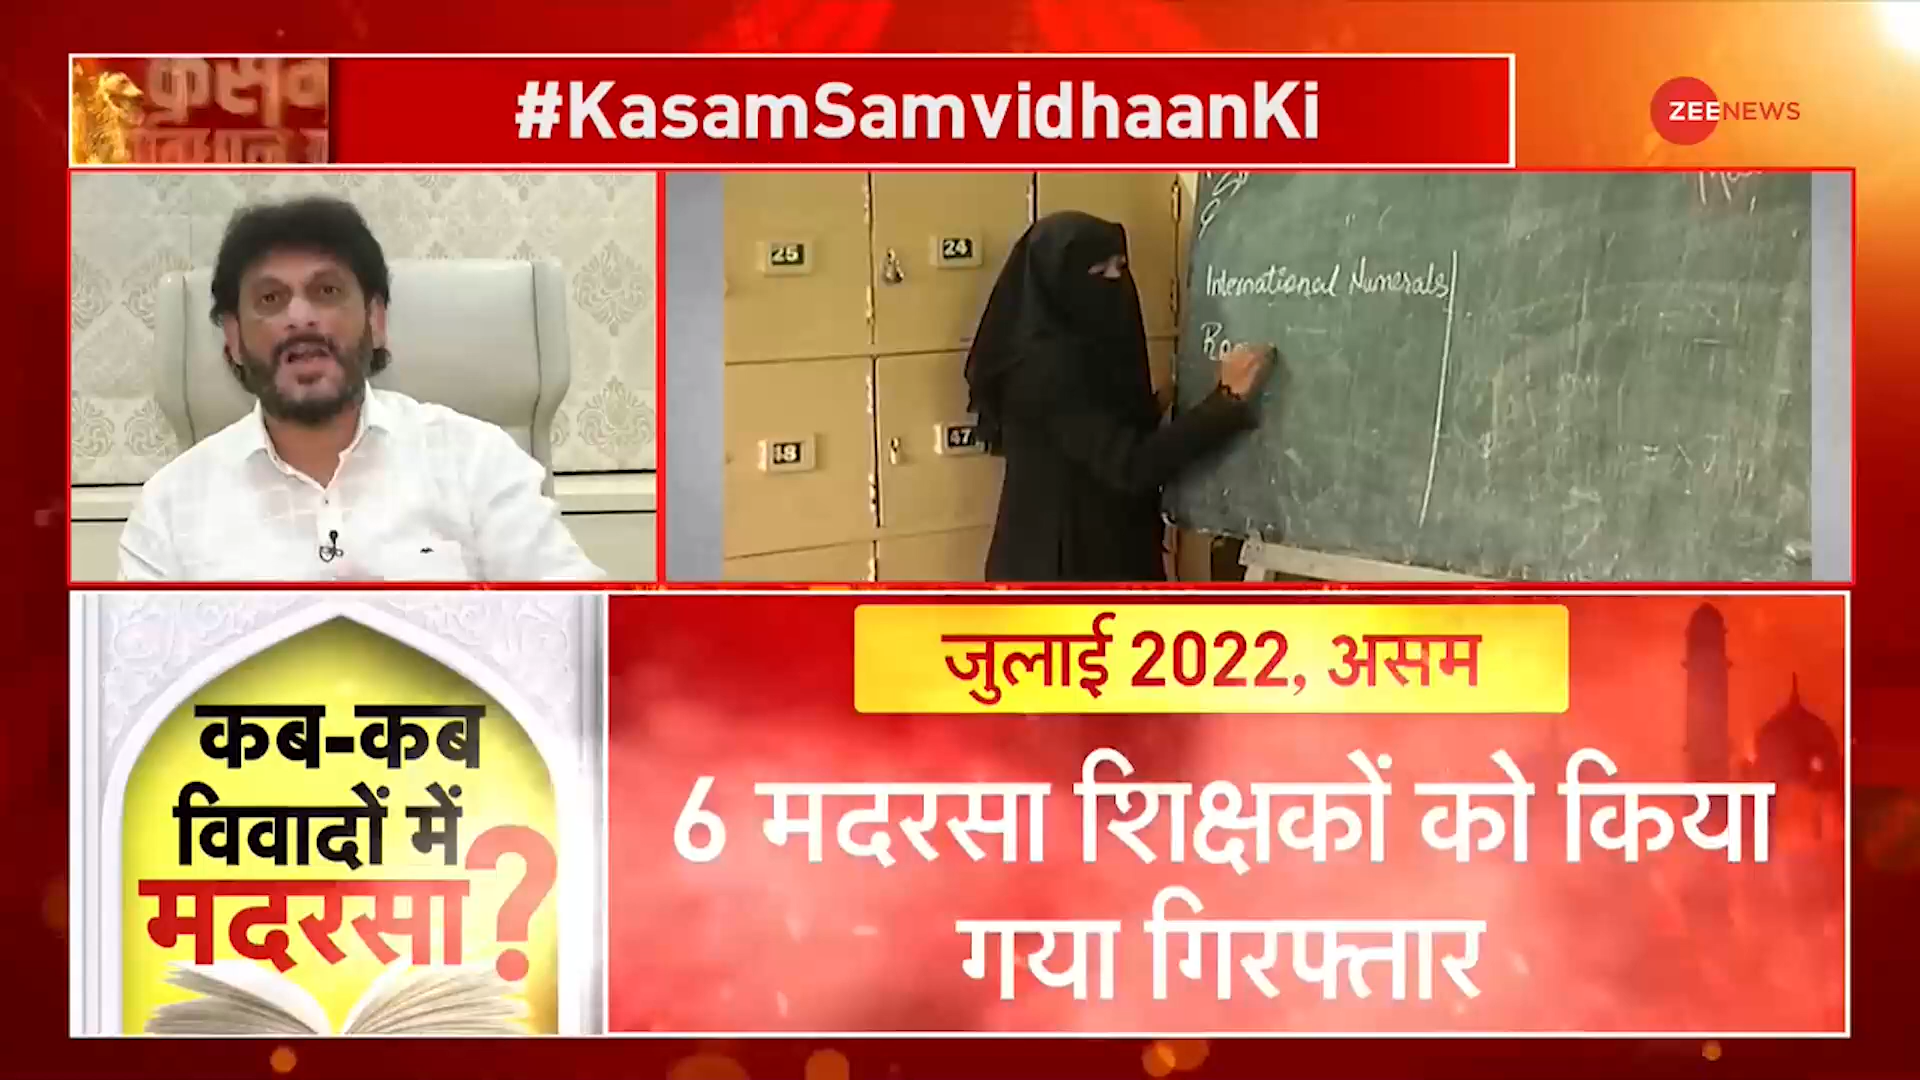 #KasamSamvidhaanKi
ZEENEWS
25
24
48
47
International Numerals
जुलाई 2022, असम
कब-कब
विवादों में
मदरसा?
6 मदरसा शिक्षकों को किया
गया गिरफ्तार